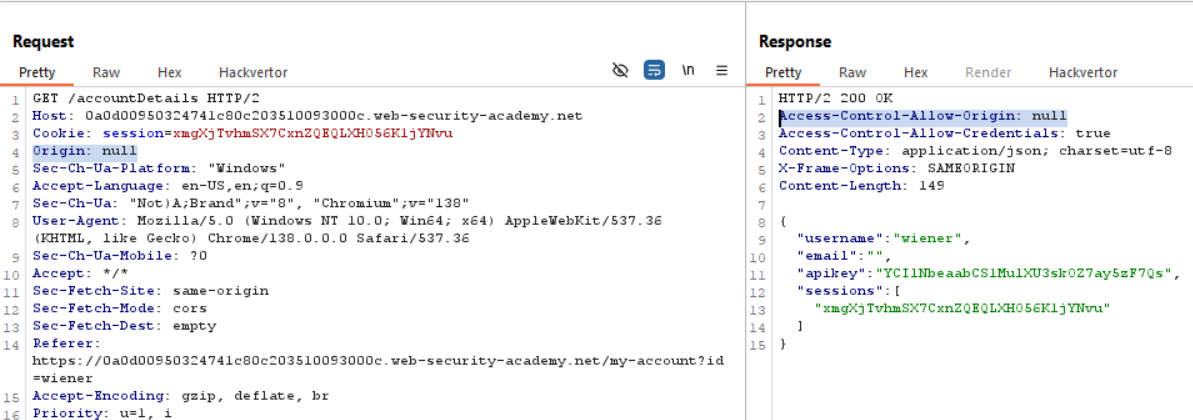 Request
Pretty Raw Hex Hackvertor \n
1 GET /accountDetails HTTP/2
2 Host: 0a0d00950324741c80c203510093000c.web-security-academy.net
3 Cookie: session=xmgXjTvhmSX7CxnZQEQLXHO56K1jYNvu
4 Origin: null
5 Sec-Ch-Ua-Platform: "Windows"
6 Accept-Language: en-US,en;q=0.9
7 Sec-Ch-Ua: "Not)A;Brand";v="8", "Chromium";v="138"
8 User-Agent: Mozilla/5.0 (Windows NT 10.0; Win64; x64) AppleWebKit/537.36
(KHTML, like Gecko) Chrome/138.0.0.0 Safari/537.36
9 Sec-Ch-Ua-Mobile: ?0
10 Accept: */*
11 Sec-Fetch-Site: same-origin
12 Sec-Fetch-Mode: cors
13 Sec-Fetch-Dest: empty
14 Referer:
https://0a0d00950324741c80c203510093000c.web-security-academy.net/my-account?id
=wiener
15 Accept-Encoding: gzip, deflate, br
16 Priority: u=1, i
Response
Pretty Raw Hex Render Hackvertor
1 HTTP/2 200 OK
2 Access-Control-Allow-Origin: null
3 Access-Control-Allow-Credentials: true
4 Content-Type: application/json; charset=utf-8
5 X-Frame-Options: SAMEORIGIN
6 Content-Length: 149
7
8 {
9 "username":"wiener",
10 "email":"",
11 "apikey":"YCI1NbeaabCS1Mu1XU3sk0Z7ay5zF7Qs",
12 "sessions":[
13 "xmgXjTvhmSX7CxnZQEQLXHO56K1jYNvu"
14 ]
15 }